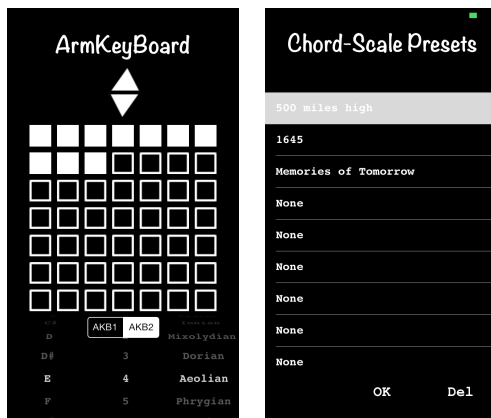 ArmKeyBoard
AKB1 AKB2
D Mixolydian
D# 3 Dorian
E 4 Aeolian
F 5 Phrygian
Chord-Scale Presets
500 miles high
1645
Memories of Tomorrow
None
None
None
None
None
None
OK Del